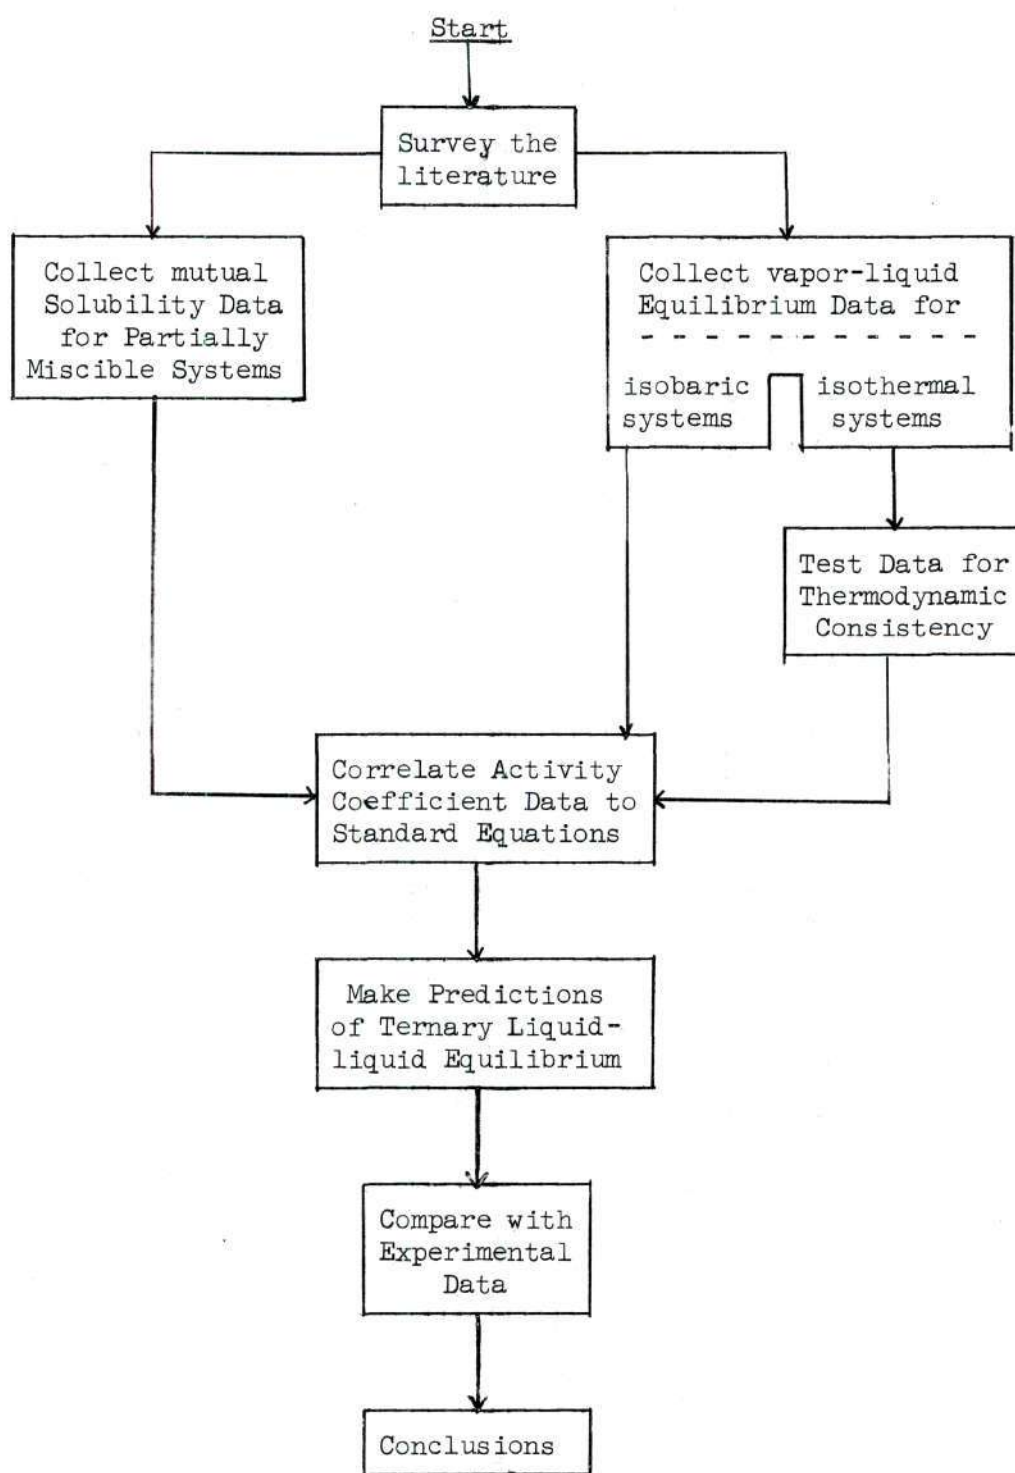 Start
Survey the
literature
Collect mutual
Solubility Data
for Partially
Miscible Systems
Collect vapor-liquid
Equilibrium Data for
isobaric
systems
isothermal
systems
Test Data for
Thermodynamic
Consistency
Correlate Activity
Coefficient Data to
Standard Equations
Make Predictions
of Ternary Liquid-
liquid Equilibrium
Compare with
Experimental
Data
Conclusions